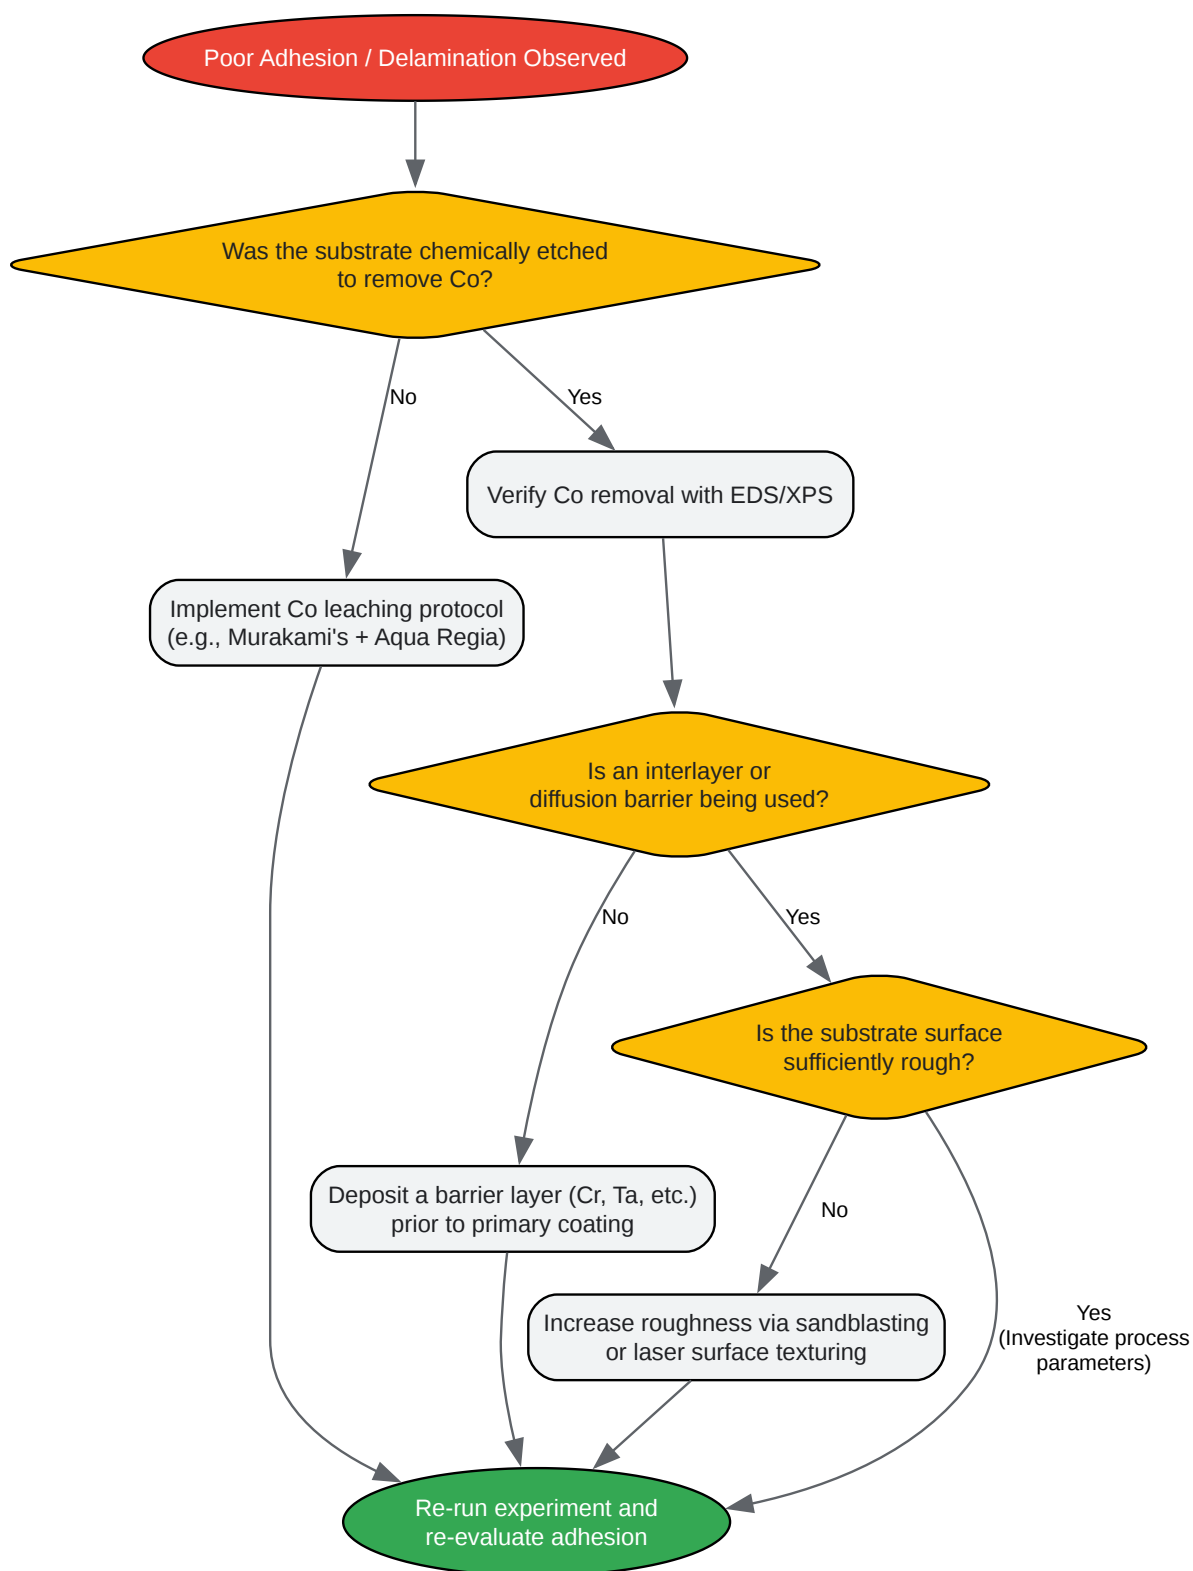 Poor Adhesion / Delamination Observed
Was the substrate chemically etched
to remove Co?
No
Yes
Verify Co removal with EDS/XPS
Implement Co leaching protocol
(e.g., Murakami's + Aqua Regia)
Is an interlayer or
diffusion barrier being used?
No
Yes
Is the substrate surface
sufficiently rough?
Deposit a barrier layer (Cr, Ta, etc.)
prior to primary coating
No
Increase roughness via sandblasting
or laser surface texturing
Yes
(Investigate process
parameters)
Re-run experiment and
re-evaluate adhesion